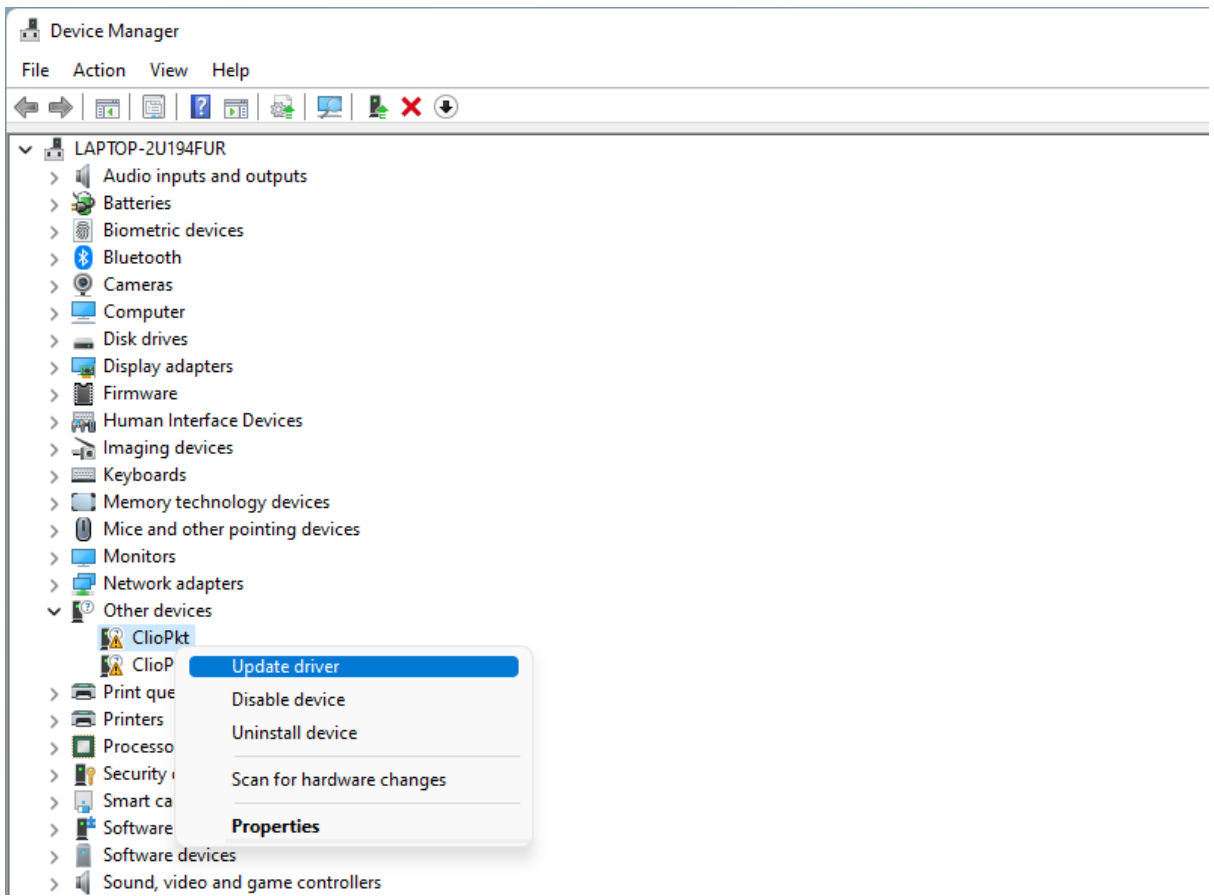 Device Manager
File Action View Help
LAPTOP-2U194FUR
Audio inputs and outputs
Batteries
Biometric devices
Bluetooth
Cameras
Computer
Disk drives
Display adapters
Firmware
Human Interface Devices
Imaging devices
Keyboards
Memory technology devices
Mice and other pointing devices
Monitors
Network adapters
Other devices
ClioPkt
ClioP
Update driver
Print que
Disable device
Printers
Uninstall device
Processo
Security
Scan for hardware changes
Smart ca
Software
Properties
Software devices
Sound, video and game controllers